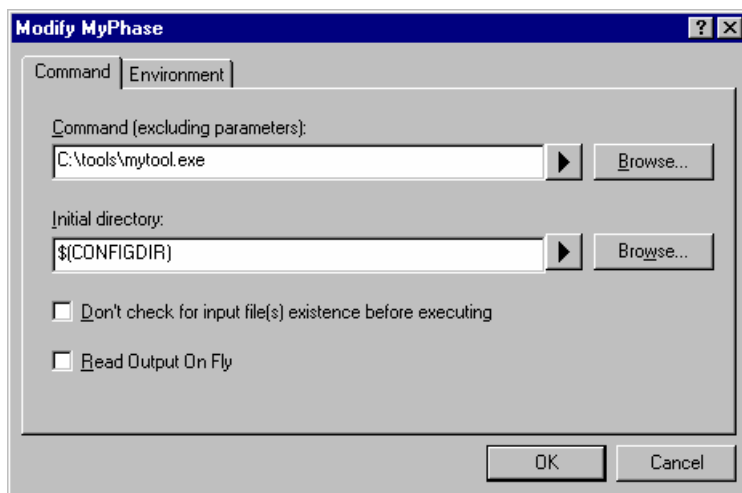 Modify MyPhase
Command Environment
Command (excluding parameters):
C:\tools\mytool.exe Browse...
Initial directory:
$(CONFIGDIR) Browse...
Don't check for input file(s) existence before executing
Read Output On Fly
OK Cancel